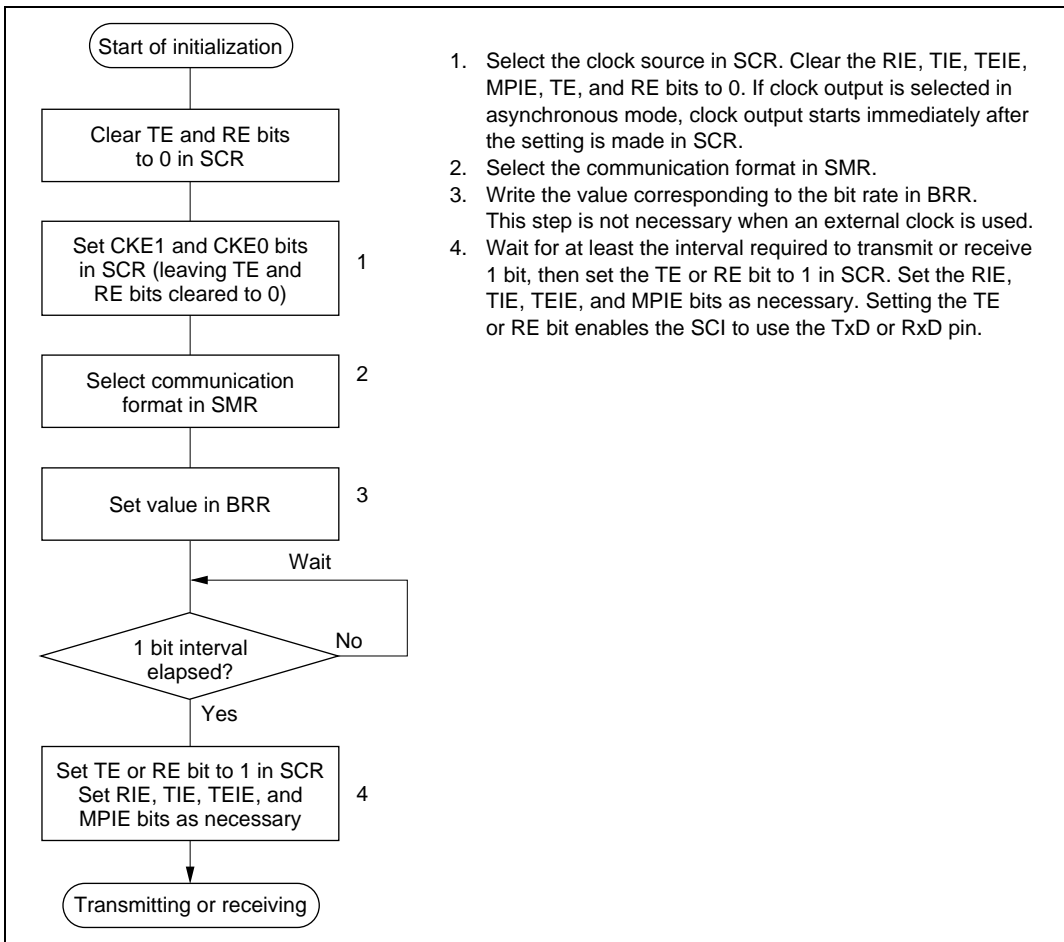 Start of initialization
Clear TE and RE bits
to 0 in SCR
Set CKE1 and CKE0 bits
in SCR (leaving TE and
RE bits cleared to 0)
1
Select communication
format in SMR
2
Set value in BRR
3
Wait
1 bit interval
elapsed?
No
Yes
Set TE or RE bit to 1 in SCR
Set RIE, TIE, TEIE, and
MPIE bits as necessary
4
Transmitting or receiving
1. Select the clock source in SCR. Clear the RIE, TIE, TEIE,
MPIE, TE, and RE bits to 0. If clock output is selected in
asynchronous mode, clock output starts immediately after
the setting is made in SCR.
2. Select the communication format in SMR.
3. Write the value corresponding to the bit rate in BRR.
This step is not necessary when an external clock is used.
4. Wait for at least the interval required to transmit or receive
1 bit, then set the TE or RE bit to 1 in SCR. Set the RIE,
TIE, TEIE, and MPIE bits as necessary. Setting the TE
or RE bit enables the SCI to use the TxD or RxD pin.